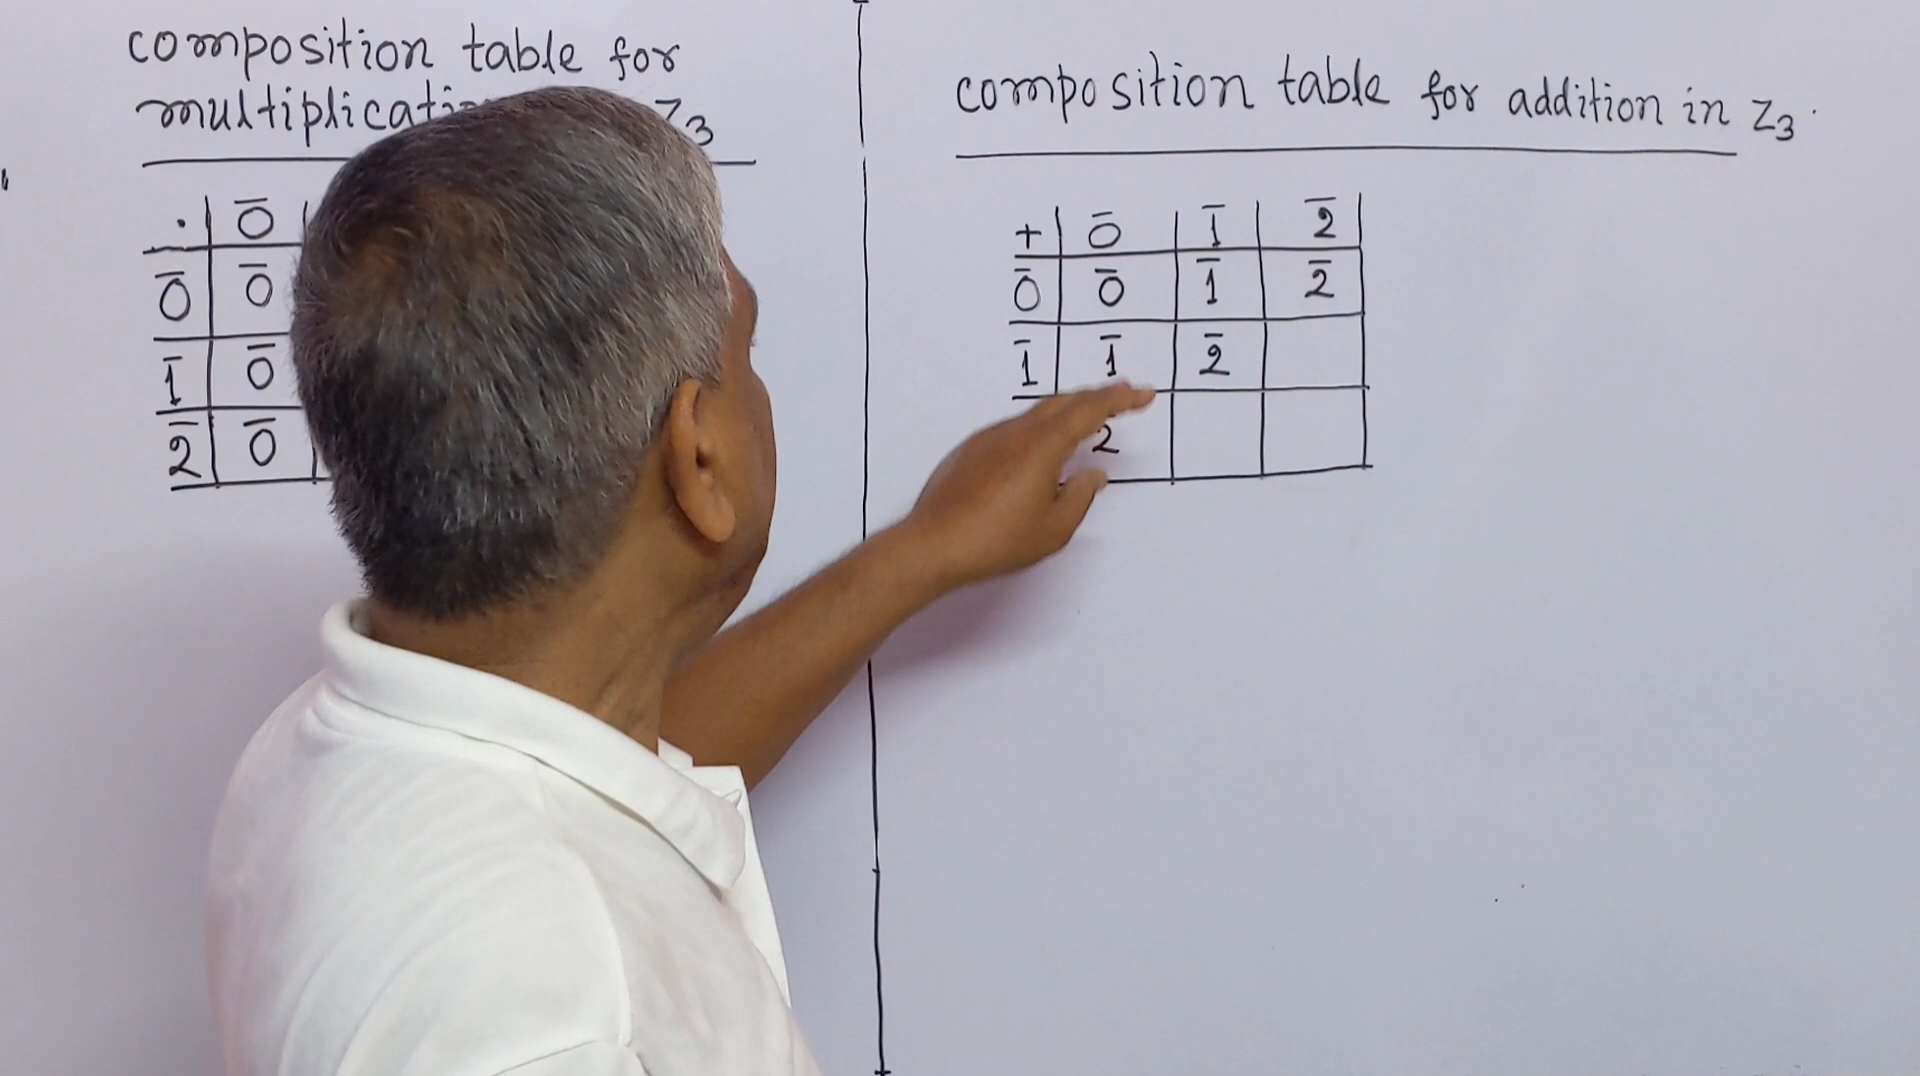 composition table for
Z3
. 0̅
0̅ 0̅
1̅ 0̅
2̅ 0̅
composition table for addition in Z3.
+ 0̅ 1̅ 2̅
0̅ 0̅ 1̅ 2̅
1̅ 1̅ 2̅
2